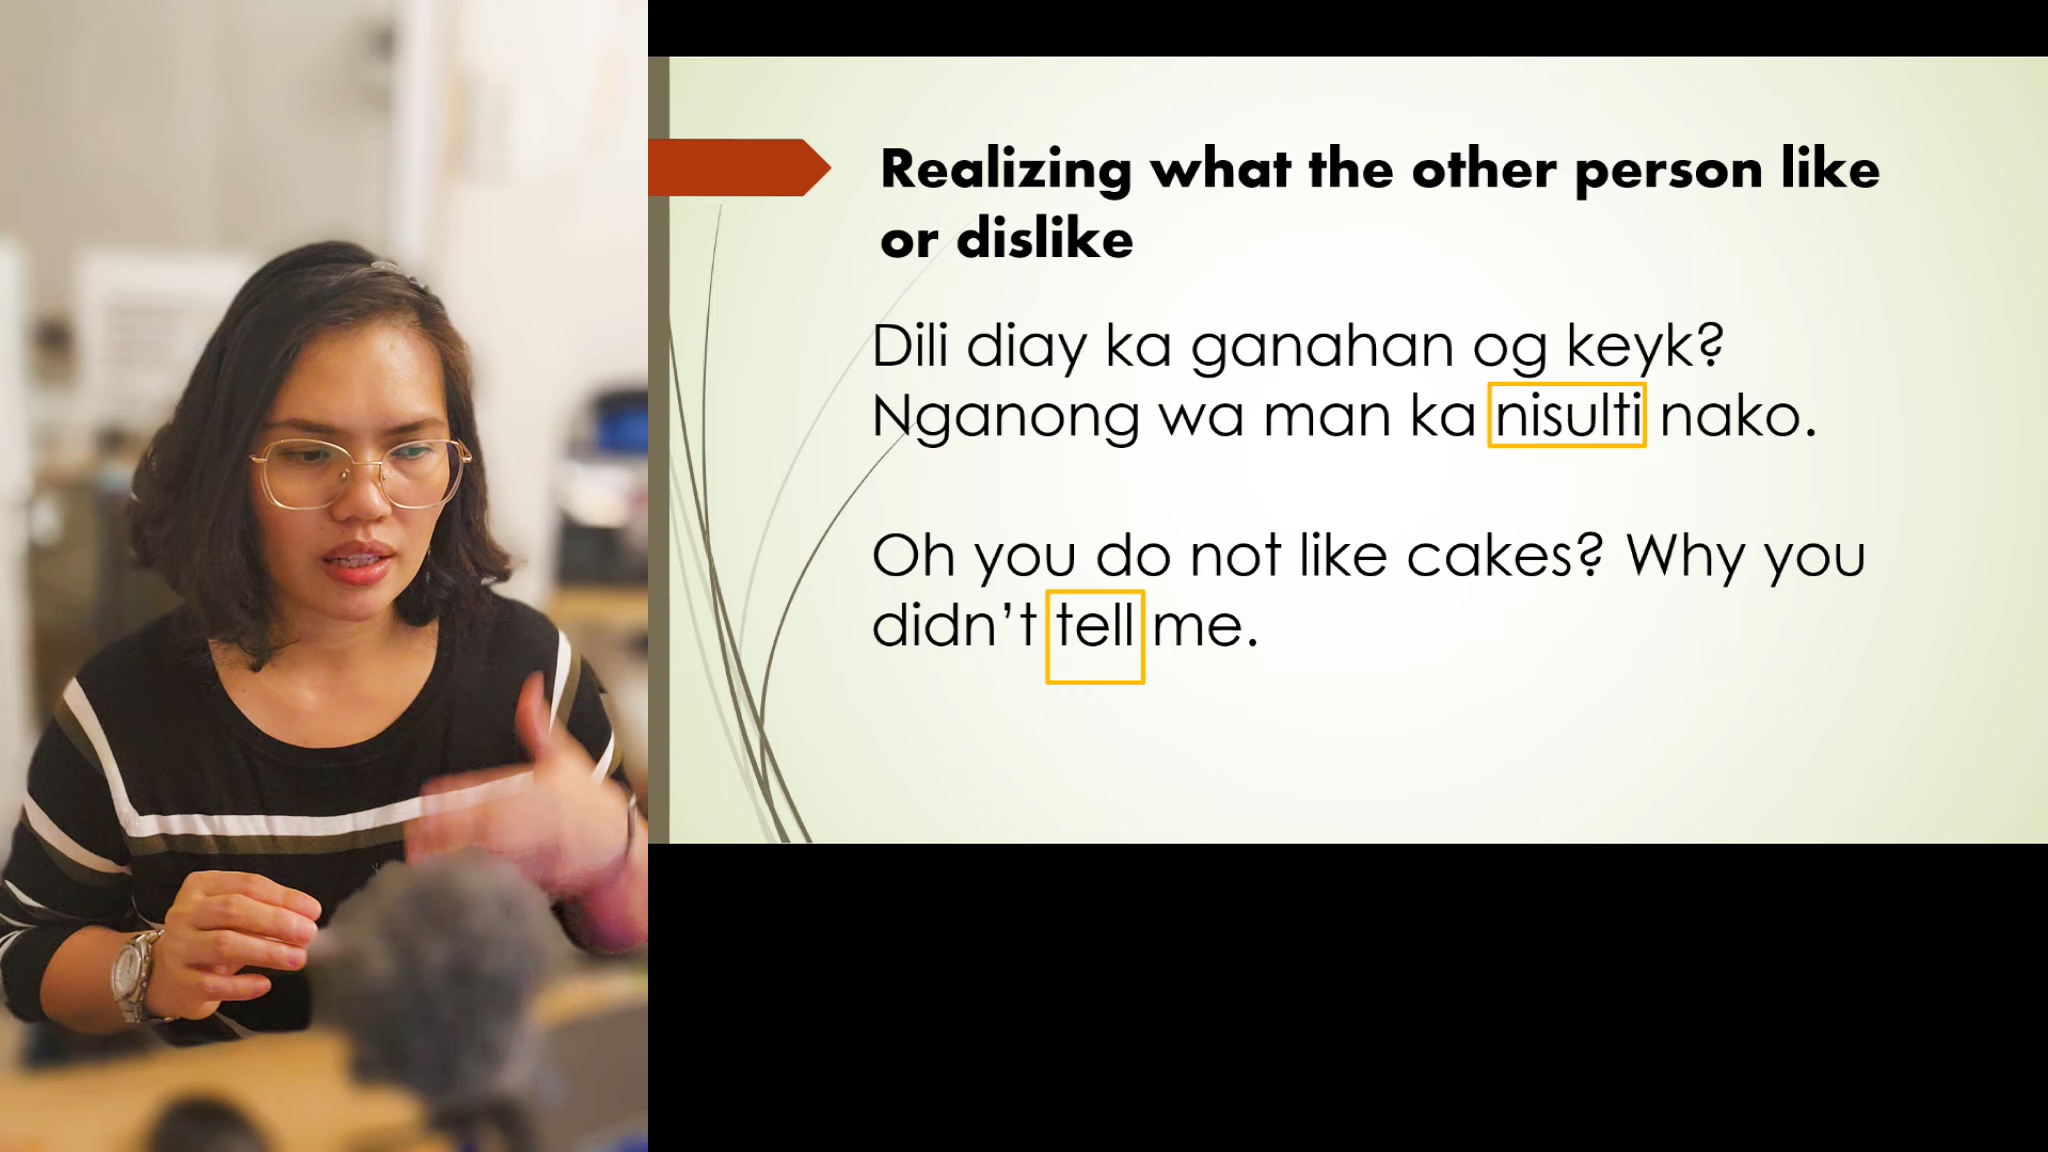 Realizing what the other person like
or dislike
Dili diay ka ganahan og keyk?
Nganong wa man ka nisulti nako.
Oh you do not like cakes? Why you
didn't tell me.